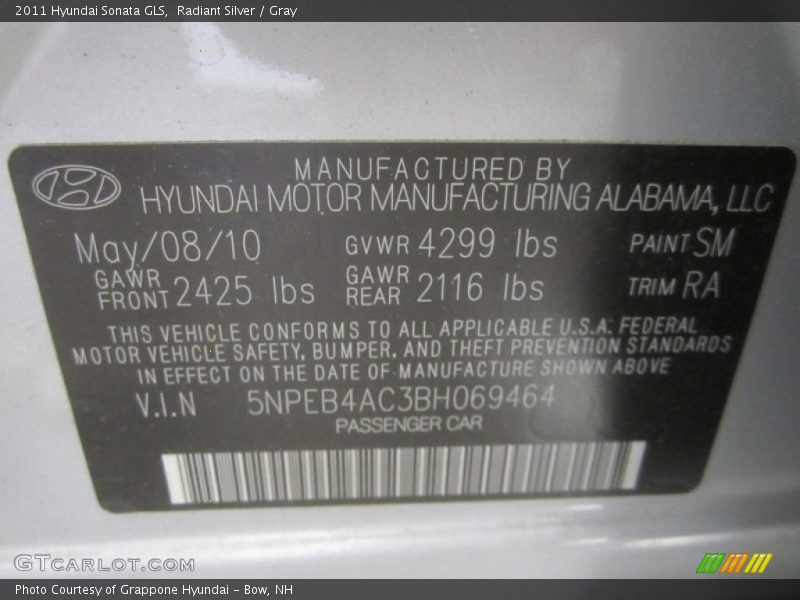 2011 Hyundai Sonata GLS, Radiant Silver / Gray
MANUFACTURED BY
HYUNDAI MOTOR MANUFACTURING ALABAMA, LLC
May/08/10 GVWR 4299 lbs PAINT SM
GAWR FRONT 2425 lbs GAWR REAR 2116 lbs TRIM RA
THIS VEHICLE CONFORMS TO ALL APPLICABLE U.S.A. FEDERAL
MOTOR VEHICLE SAFETY, BUMPER, AND THEFT PREVENTION STANDARDS
IN EFFECT ON THE DATE OF MANUFACTURE SHOWN ABOVE
V.I.N 5NPEB4AC3BH069464
PASSENGER CAR
GTCARLOT.COM
Photo Courtesy of Grappone Hyundai - Bow, NH